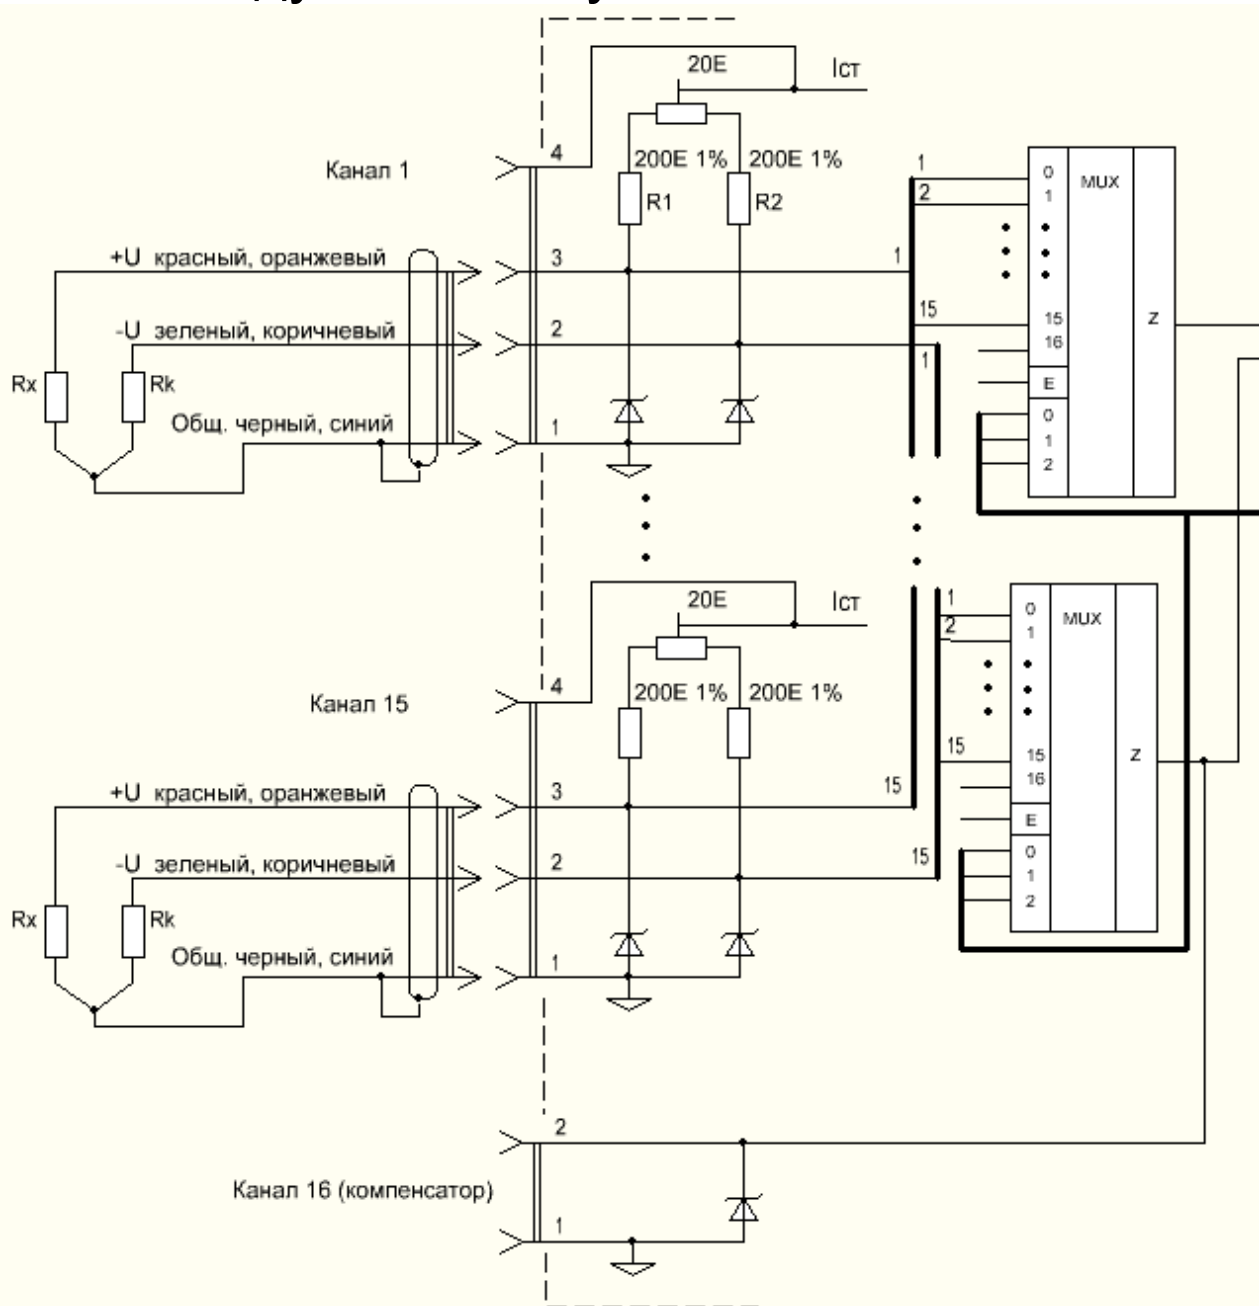 20E
Iст
4
Канал 1
200E 1% 200E 1%
R1 R2
+U красный, оранжевый
3
1
-U зеленый, коричневый
2
1
Rx Rk
Общ. черный, синий
1
1
2
15
0
1
MUX
15
16
Z
E
0
1
2
20E
Iст
4
Канал 15
200E 1% 200E 1%
+U красный, оранжевый
3
15
-U зеленый, коричневый
2
15
Rx Rk
Общ. черный, синий
1
1
2
15
0
1
MUX
15
16
Z
E
0
1
2
2
Канал 16 (компенсатор)
1